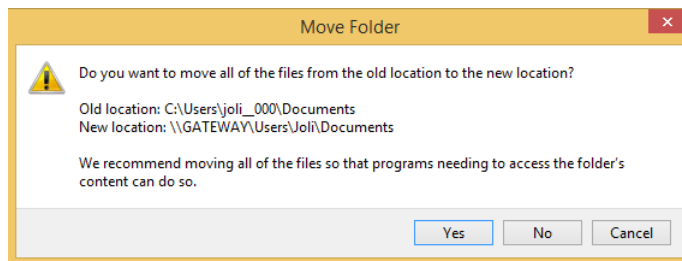 Move Folder
Do you want to move all of the files from the old location to the new location?
Old location: C:\Users\joli_000\Documents
New location: \\GATEWAY\Users\Joli\Documents
We recommend moving all of the files so that programs needing to access the folder's
content can do so.
Yes
No
Cancel